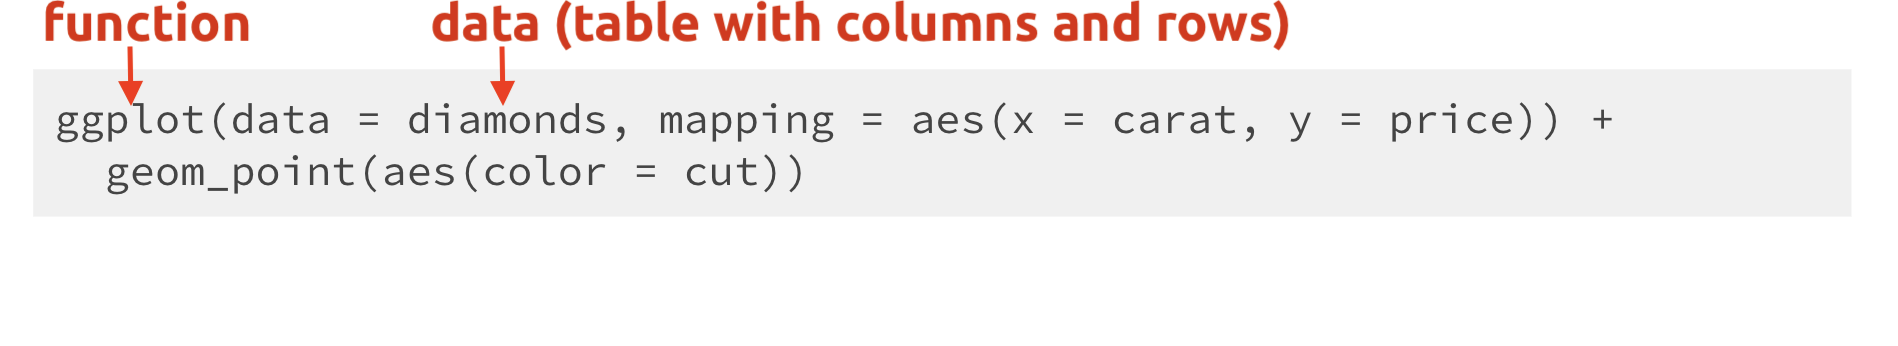 function data (table with columns and rows)
ggplot(data = diamonds, mapping = aes(x = carat, y = price)) +
  geom_point(aes(color = cut))